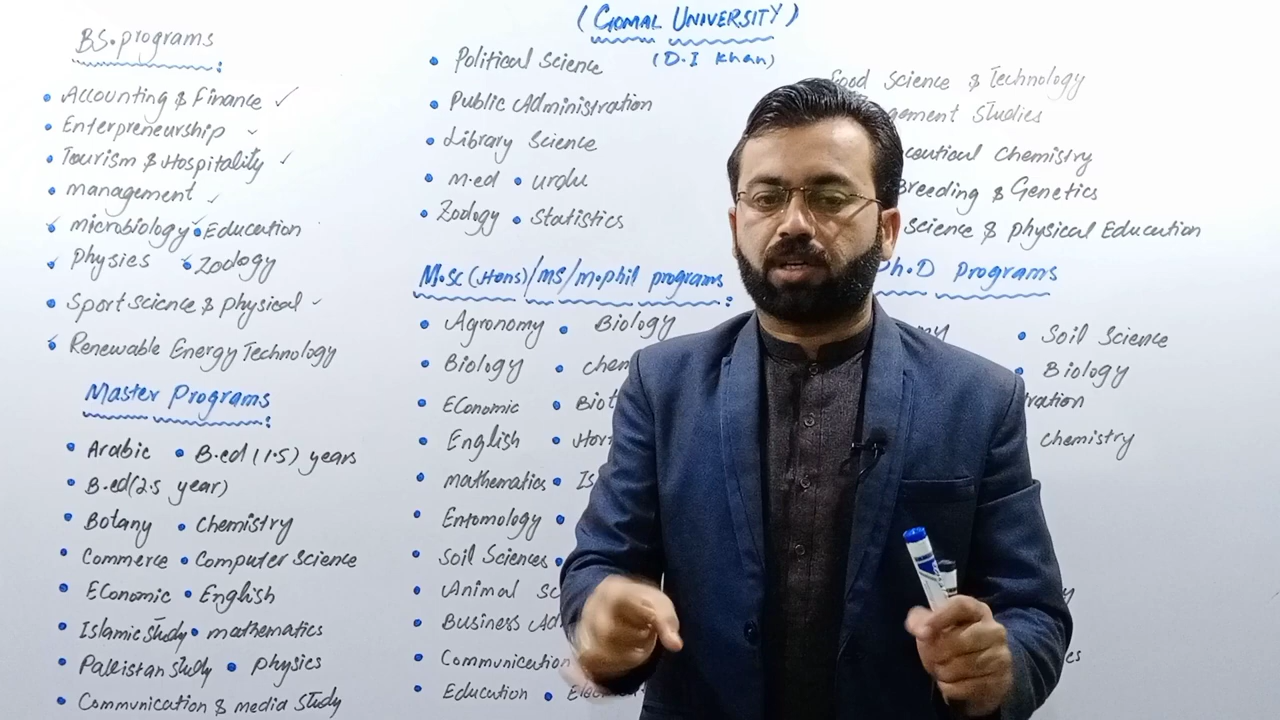 (GOMAL UNIVERSITY)
(D.I Khan)
BS.programs :
• Accounting & Finance ✓
• Enterpreneurship ✓
• Tourism & Hospitality ✓
• management ✓
• microbiology • Education
• Physics • Zoology
• Sport science & physical ✓
• Renewable Energy Technology
Master Programs :
• Arabic • B.ed (1.5) years
• B.ed (2.5 year)
• Botany • Chemistry
• Commerce • Computer Science
• Economic • English
• Islamic study • mathematics
• Pakistan study • physics
• Communication & media study
• Political Science
• Public Administration
• Library Science
• M.ed • urdu
• Zoology • Statistics
M.SC (Hons)/MS/M.phil programs :
• Agronomy • Biology
• Biology • chem
• Economic
• English
• mathematics
• Entomology
• Soil Sciences
• Animal
• Business
• Communication
• Education
Food Science & Technology
Studies
Chemistry
Breeding & Genetics
Science & physical Education
Ph.D Programs
• Soil Science
• Biology
Chemistry